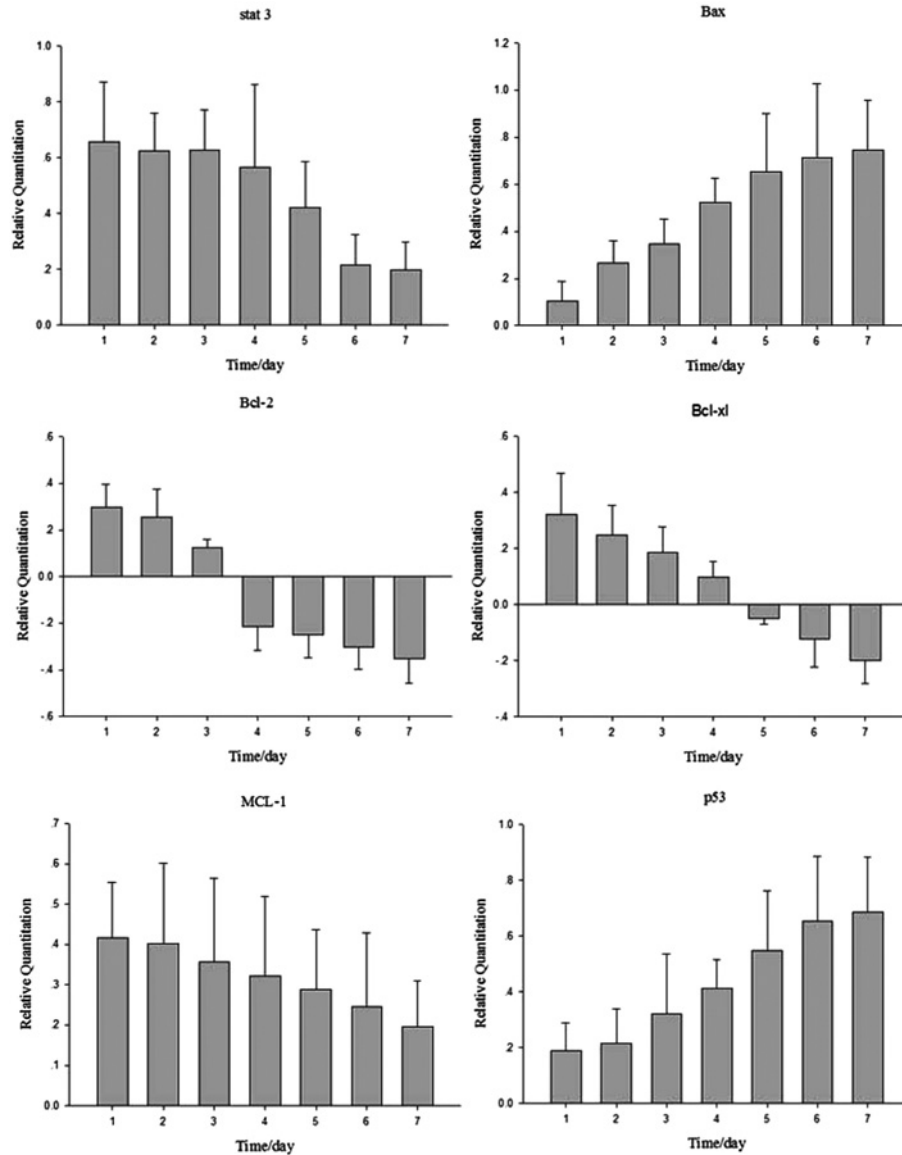 stat 3
Relative Quantitation
1.0
.8
.6
.4
.2
0.0
1 2 3 4 5 6 7
Time/day
Bax
Relative Quantitation
1.2
1.0
.8
.6
.4
.2
0.0
1 2 3 4 5 6 7
Time/day
Bcl-2
Relative Quantitation
.6
.4
.2
0.0
-.2
-.4
-.6
1 2 3 4 5 6 7
Time/day
Bcl-xl
Relative Quantitation
.6
.4
.2
0.0
-.2
-.4
1 2 3 4 5 6 7
Time/day
MCL-1
Relative Quantitation
.7
.6
.5
.4
.3
.2
.1
0.0
1 2 3 4 5 6 7
Time/day
p53
Relative Quantitation
1.0
.8
.6
.4
.2
0.0
1 2 3 4 5 6 7
Time/day